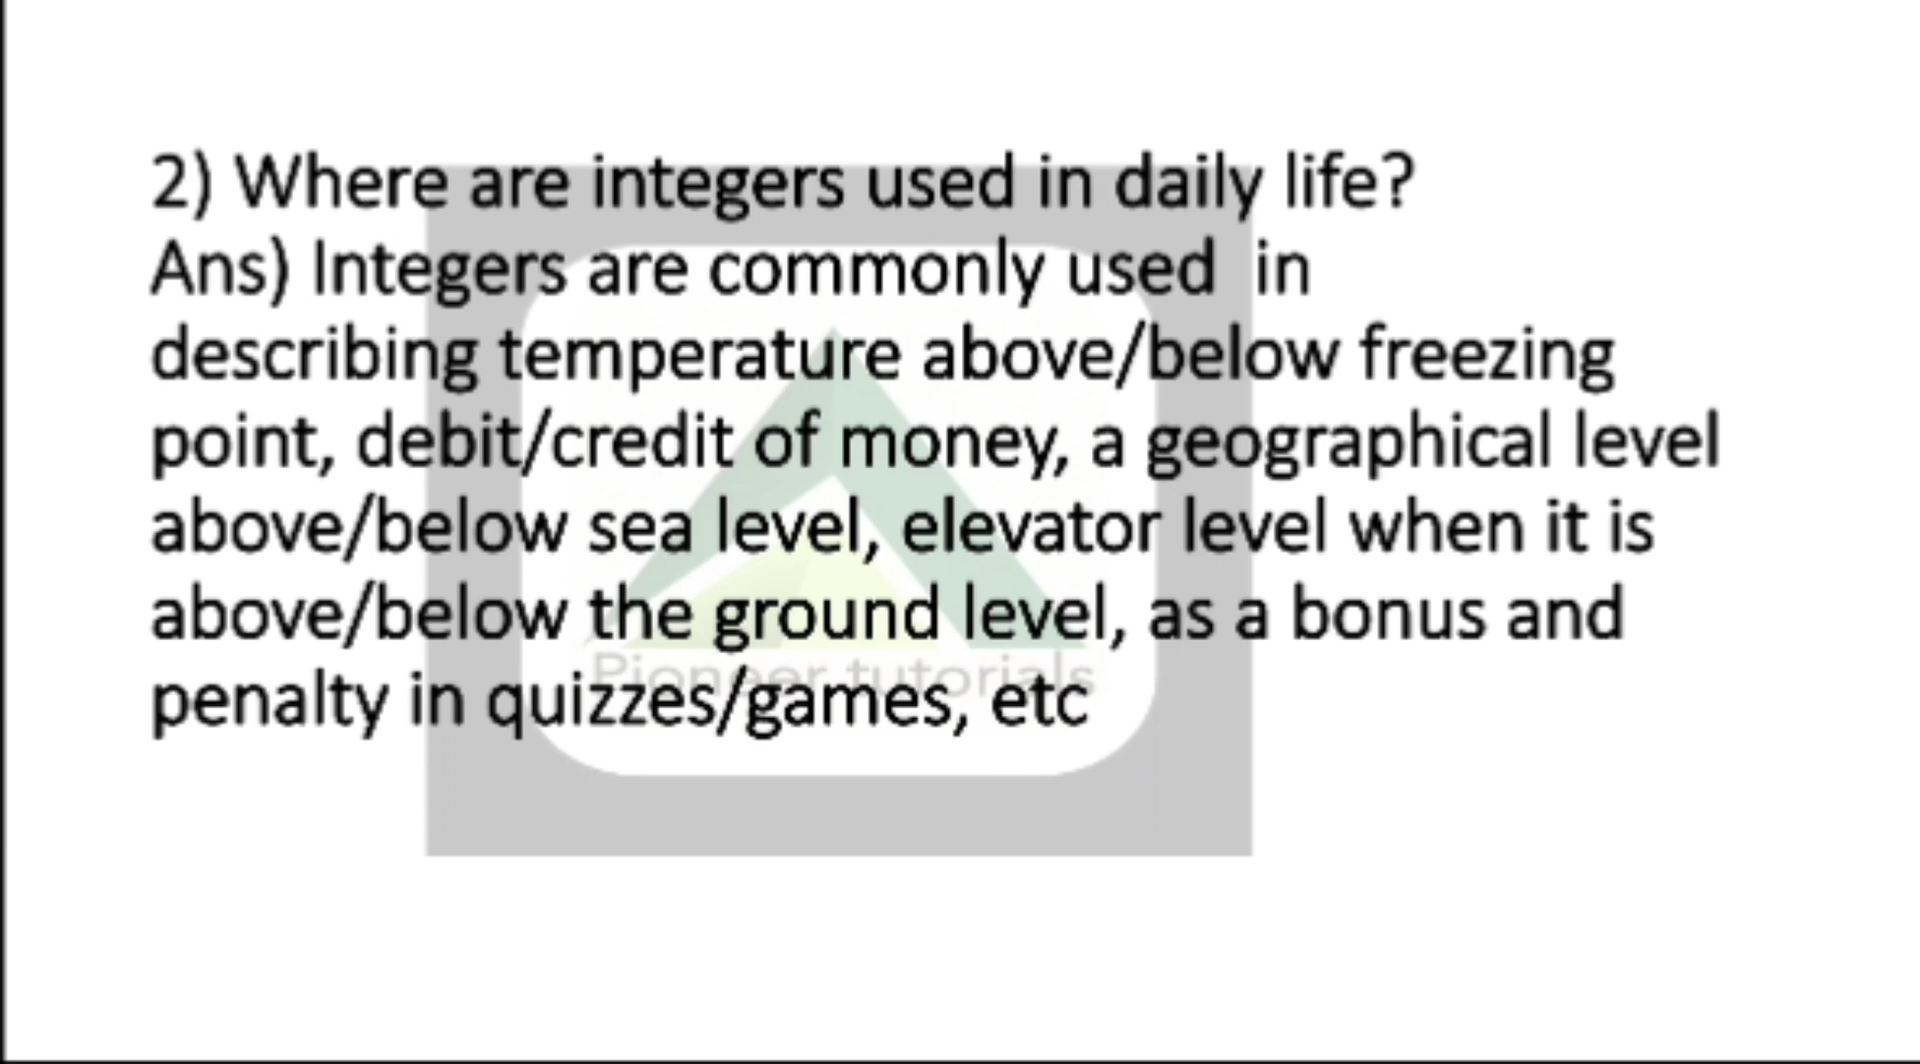 2) Where are integers used in daily life?
Ans) Integers are commonly used  in
describing temperature above/below freezing
point, debit/credit of money, a geographical level
above/below sea level, elevator level when it is
above/below the ground level, as a bonus and
Pioneer tutorials
penalty in quizzes/games, etc